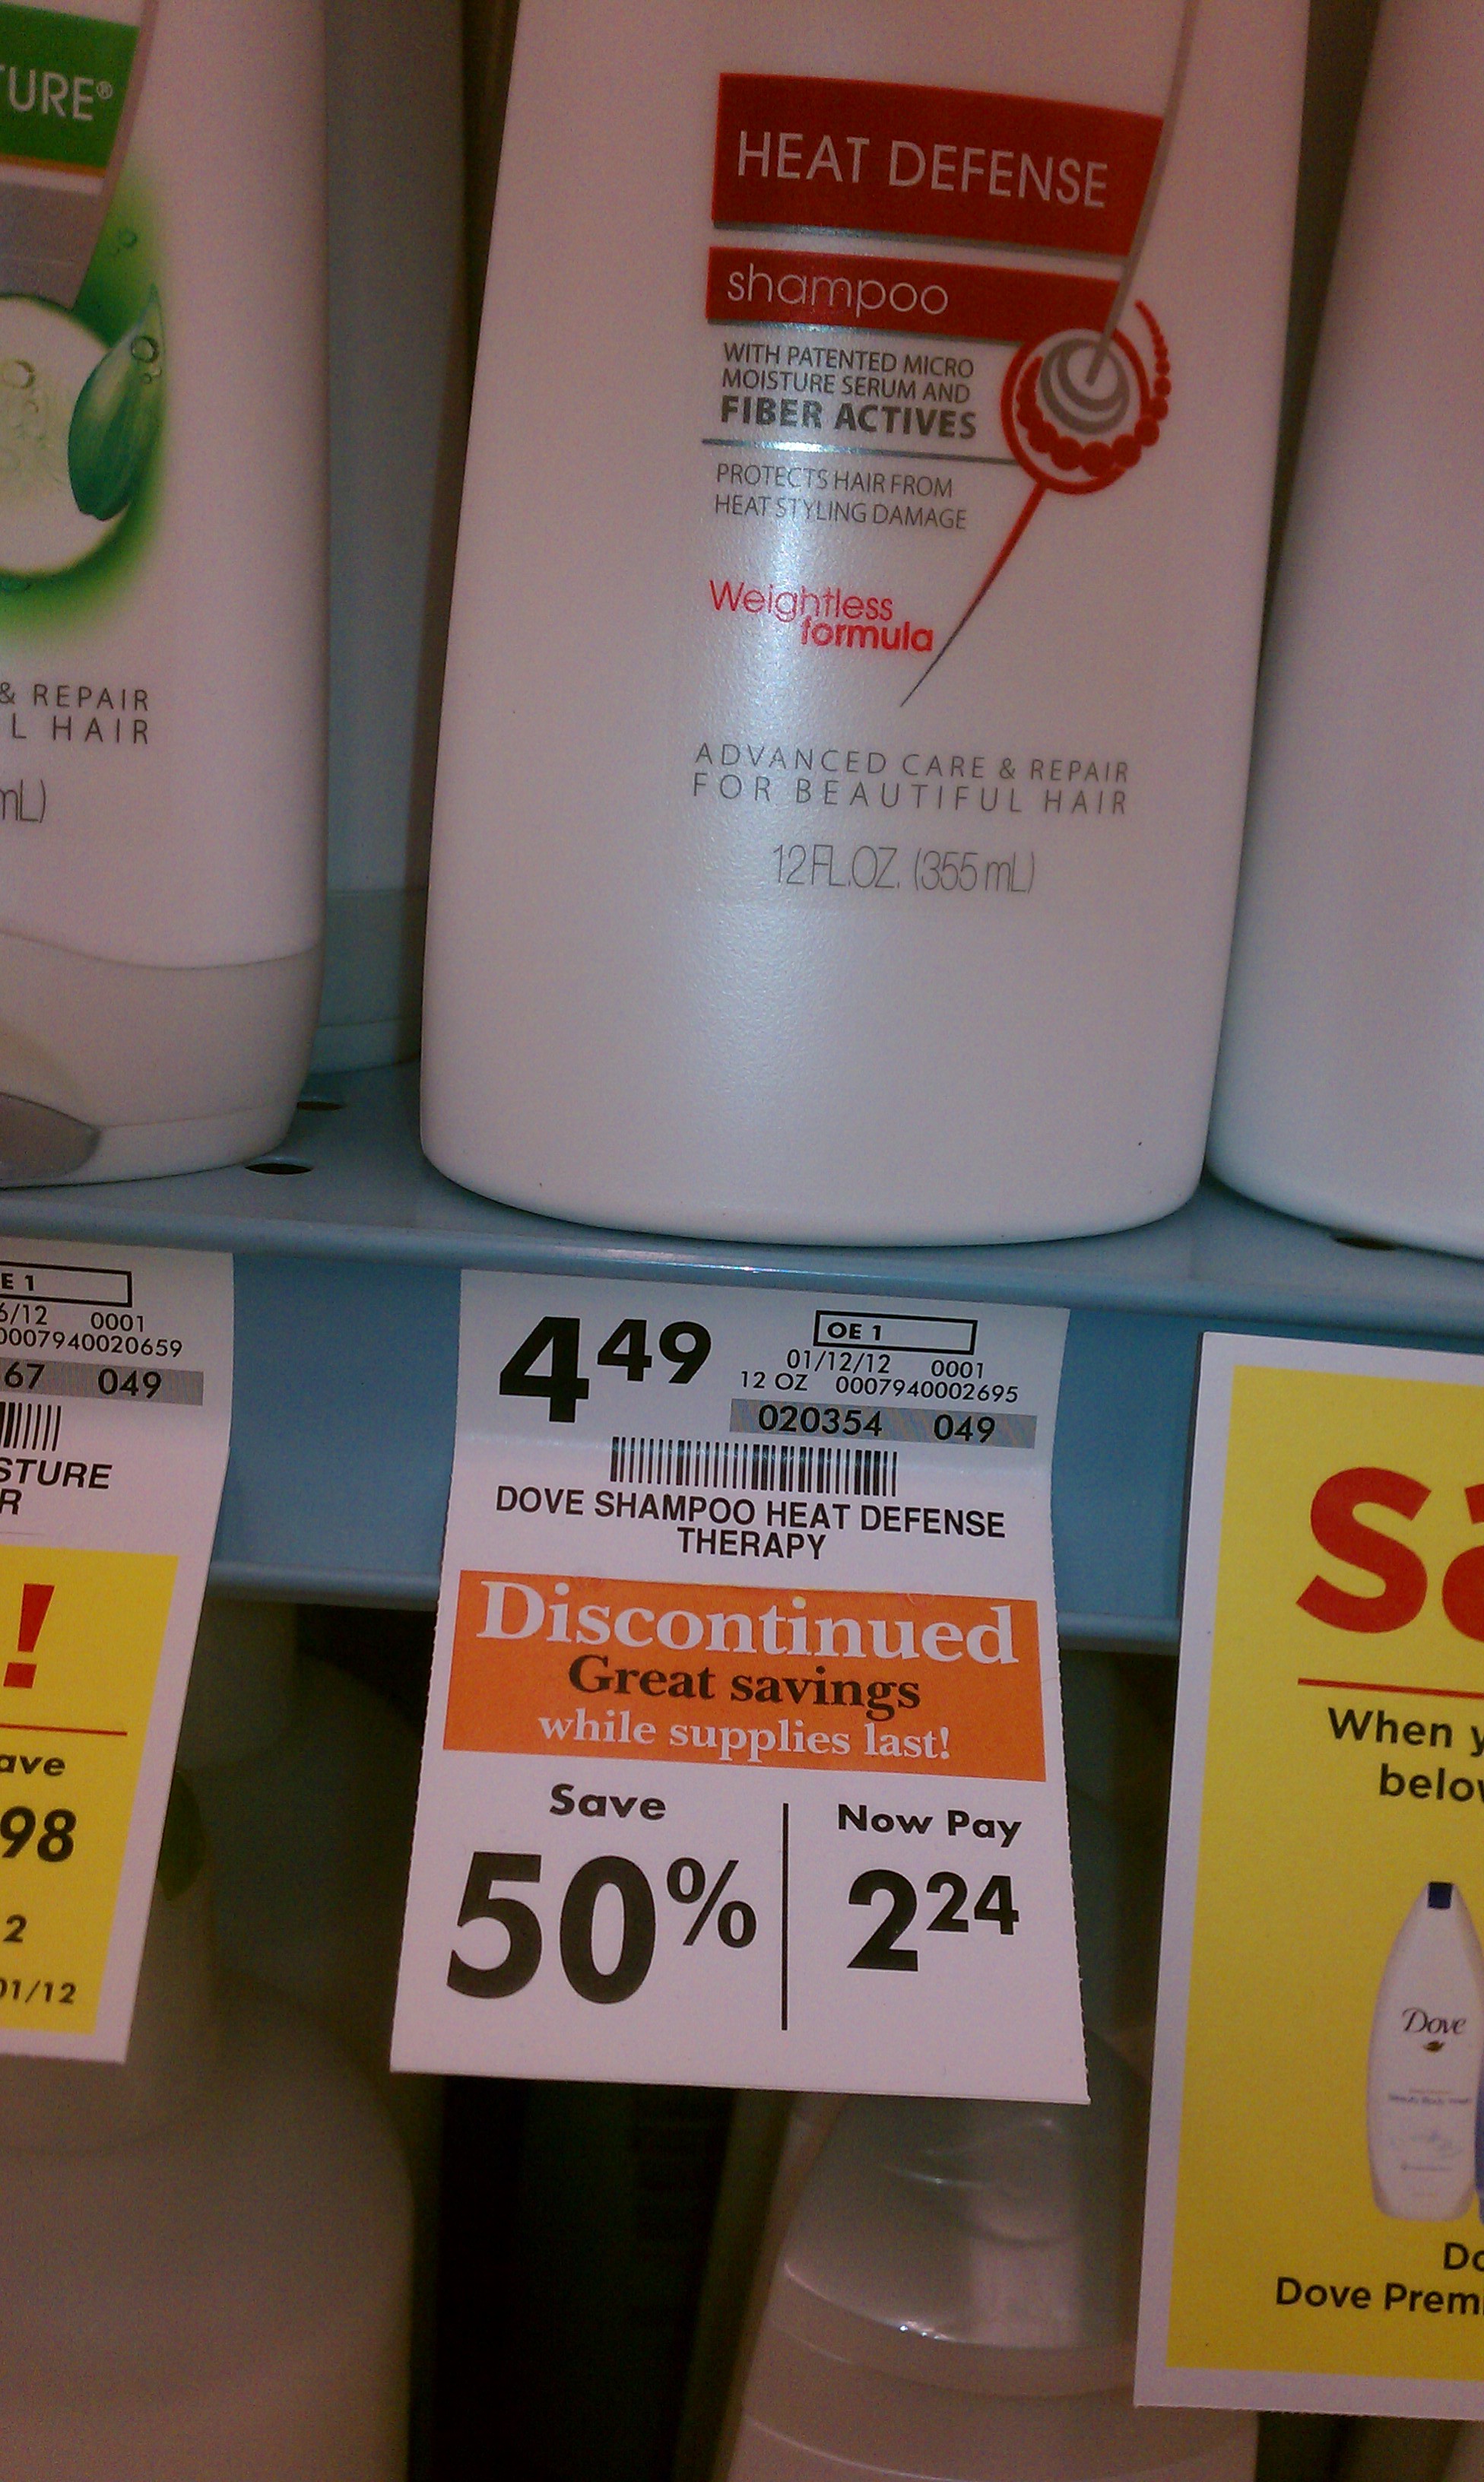 TURE®
& REPAIR
L HAIR
mL)
HEAT DEFENSE
shampoo
WITH PATENTED MICRO
MOISTURE SERUM AND
FIBER ACTIVES
PROTECTS HAIR FROM
HEAT STYLING DAMAGE
Weightless
formula
ADVANCED CARE & REPAIR
FOR BEAUTIFUL HAIR
12 FL.OZ. (355 mL)
E 1
6/12 0001
0007940020659
67 049
STURE
R
!
ave
98
2
01/12
4 49
OE 1
01/12/12 0001
12 OZ 0007940002695
020354 049
DOVE SHAMPOO HEAT DEFENSE
THERAPY
Discontinued
Great savings
while supplies last!
Save
50%
Now Pay
2 24
Sa
When y
below
Dove
Do
Dove Prem